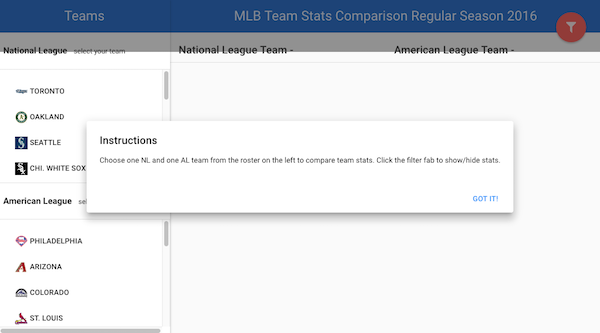 Teams
MLB Team Stats Comparison Regular Season 2016
National League select your team
National League Team -
American League Team -
TORONTO
OAKLAND
SEATTLE
CHI. WHITE SOX
Instructions
Choose one NL and one AL team from the roster on the left to compare team stats. Click the filter fab to show/hide stats.
GOT IT!
American League
PHILADELPHIA
ARIZONA
COLORADO
ST. LOUIS